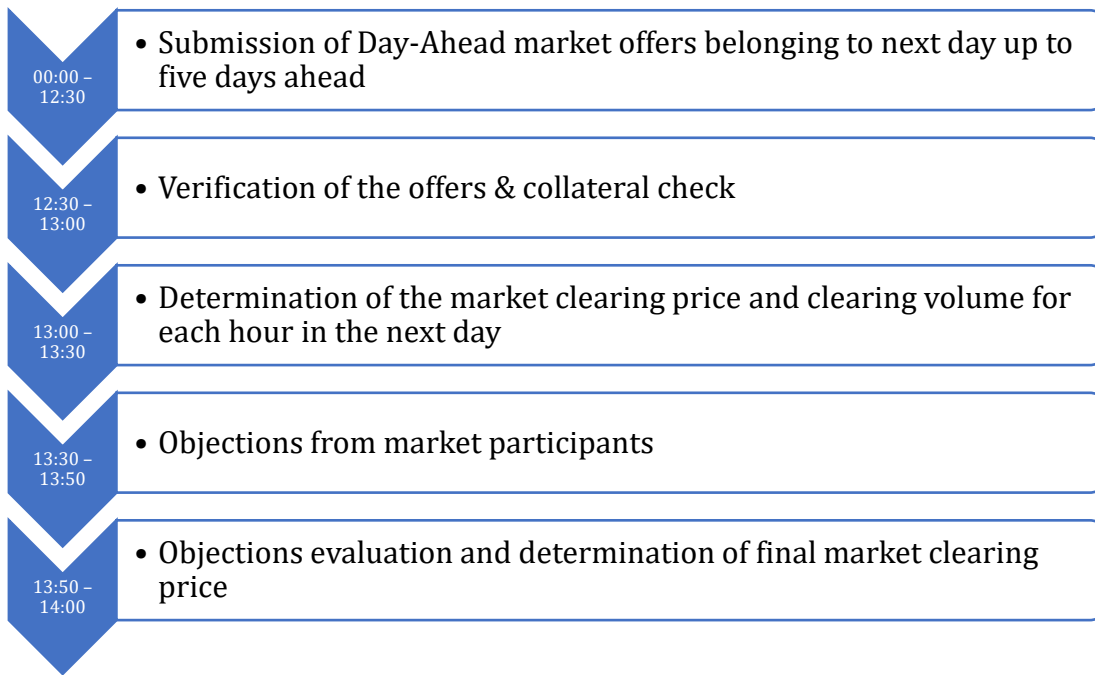 00:00 –
12:30
• Submission of Day-Ahead market offers belonging to next day up to
five days ahead
12:30 –
13:00
• Verification of the offers & collateral check
13:00 –
13:30
• Determination of the market clearing price and clearing volume for
each hour in the next day
13:30 –
13:50
• Objections from market participants
13:50 –
14:00
• Objections evaluation and determination of final market clearing
price